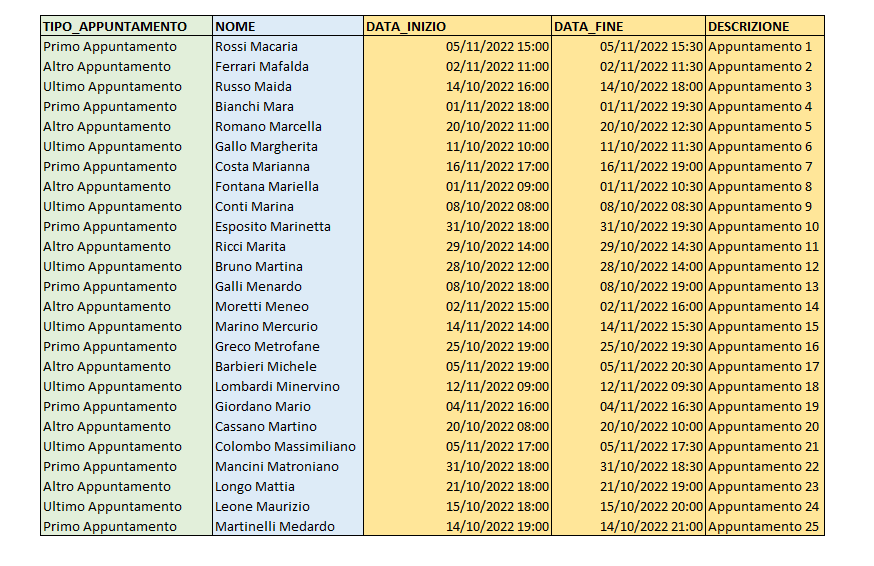 TIPO_APPUNTAMENTO NOME DATA_INIZIO DATA_FINE DESCRIZIONE
Primo Appuntamento Rossi Macaria 05/11/2022 15:00 05/11/2022 15:30 Appuntamento 1
Altro Appuntamento Ferrari Mafalda 02/11/2022 11:00 02/11/2022 11:30 Appuntamento 2
Ultimo Appuntamento Russo Maida 14/10/2022 16:00 14/10/2022 18:00 Appuntamento 3
Primo Appuntamento Bianchi Mara 01/11/2022 18:00 01/11/2022 19:30 Appuntamento 4
Altro Appuntamento Romano Marcella 20/10/2022 11:00 20/10/2022 12:30 Appuntamento 5
Ultimo Appuntamento Gallo Margherita 11/10/2022 10:00 11/10/2022 11:30 Appuntamento 6
Primo Appuntamento Costa Marianna 16/11/2022 17:00 16/11/2022 19:00 Appuntamento 7
Altro Appuntamento Fontana Mariella 01/11/2022 09:00 01/11/2022 10:30 Appuntamento 8
Ultimo Appuntamento Conti Marina 08/10/2022 08:00 08/10/2022 08:30 Appuntamento 9
Primo Appuntamento Esposito Marinetta 31/10/2022 18:00 31/10/2022 19:30 Appuntamento 10
Altro Appuntamento Ricci Marita 29/10/2022 14:00 29/10/2022 14:30 Appuntamento 11
Ultimo Appuntamento Bruno Martina 28/10/2022 12:00 28/10/2022 14:00 Appuntamento 12
Primo Appuntamento Galli Menardo 08/10/2022 18:00 08/10/2022 19:00 Appuntamento 13
Altro Appuntamento Moretti Meneo 02/11/2022 15:00 02/11/2022 16:00 Appuntamento 14
Ultimo Appuntamento Marino Mercurio 14/11/2022 14:00 14/11/2022 15:30 Appuntamento 15
Primo Appuntamento Greco Metrofane 25/10/2022 19:00 25/10/2022 19:30 Appuntamento 16
Altro Appuntamento Barbieri Michele 05/11/2022 19:00 05/11/2022 20:30 Appuntamento 17
Ultimo Appuntamento Lombardi Minervino 12/11/2022 09:00 12/11/2022 09:30 Appuntamento 18
Primo Appuntamento Giordano Mario 04/11/2022 16:00 04/11/2022 16:30 Appuntamento 19
Altro Appuntamento Cassano Martino 20/10/2022 08:00 20/10/2022 10:00 Appuntamento 20
Ultimo Appuntamento Colombo Massimiliano 05/11/2022 17:00 05/11/2022 17:30 Appuntamento 21
Primo Appuntamento Mancini Matroniano 31/10/2022 18:00 31/10/2022 18:30 Appuntamento 22
Altro Appuntamento Longo Mattia 21/10/2022 18:00 21/10/2022 19:00 Appuntamento 23
Ultimo Appuntamento Leone Maurizio 15/10/2022 18:00 15/10/2022 20:00 Appuntamento 24
Primo Appuntamento Martinelli Medardo 14/10/2022 19:00 14/10/2022 21:00 Appuntamento 25